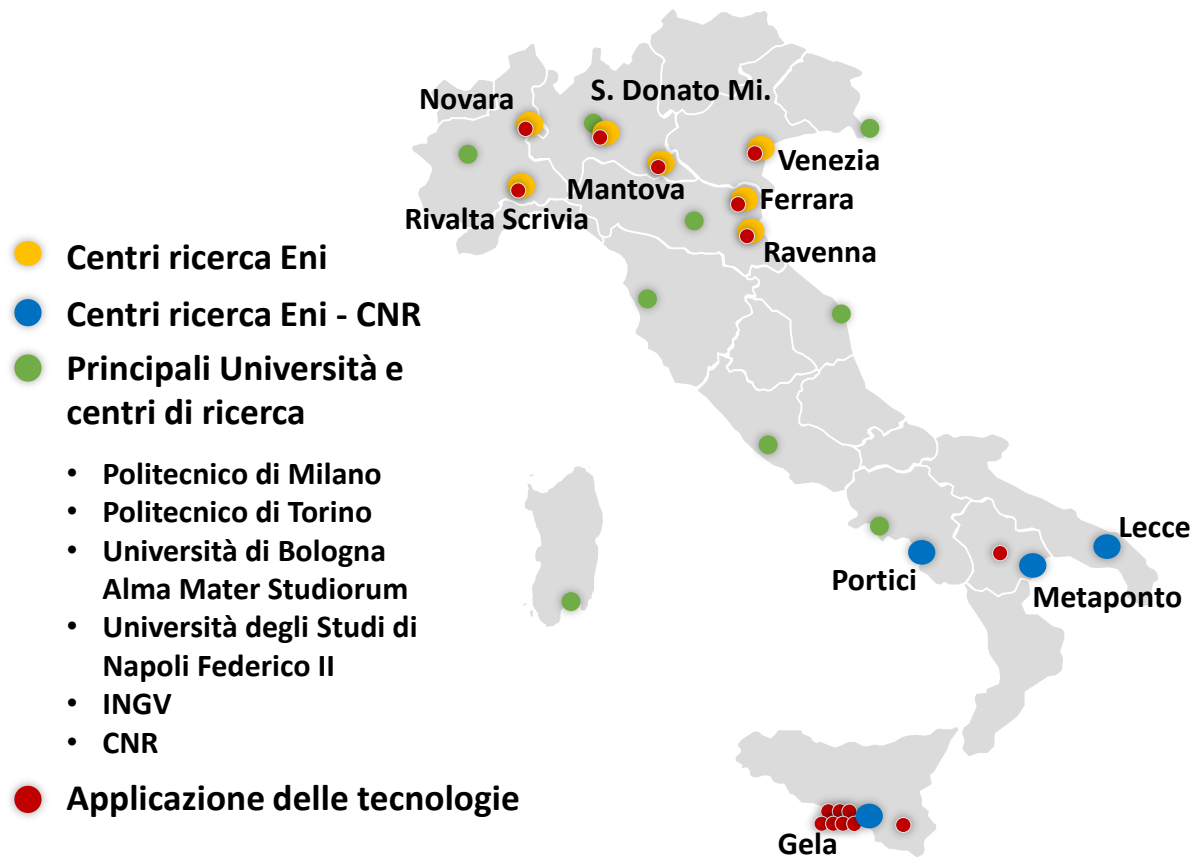 Novara
S. Donato Mi.
Venezia
Mantova
Ferrara
Rivalta Scrivia
Ravenna
Centri ricerca Eni
Centri ricerca Eni - CNR
Principali Università e
centri di ricerca
• Politecnico di Milano
• Politecnico di Torino
• Università di Bologna
Alma Mater Studiorum
• Università degli Studi di
Napoli Federico II
• INGV
• CNR
Applicazione delle tecnologie
Lecce
Portici
Metaponto
Gela